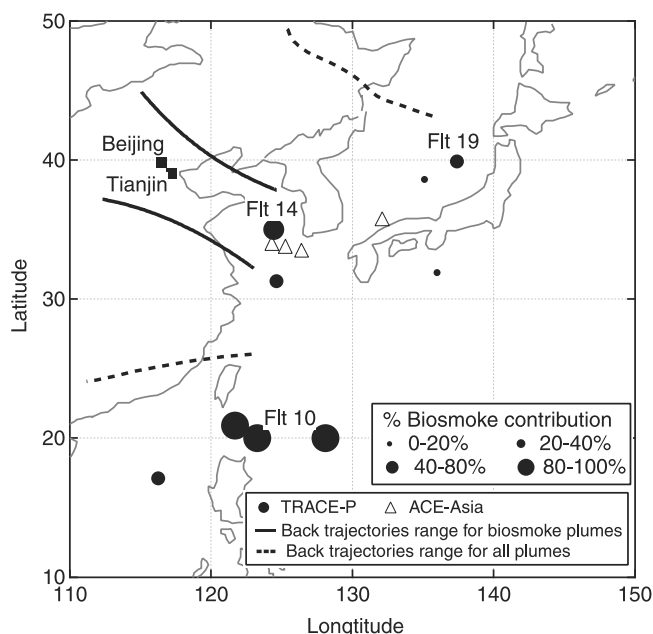 50
40
30
20
10
Latitude
Beijing
Tianjin
Flt 19
Flt 14
Flt 10
% Biosmoke contribution
0-20% 20-40%
40-80% 80-100%
TRACE-P ACE-Asia
Back trajectories range for biosmoke plumes
Back trajectories range for all plumes
110 120 130 140 150
Longtitude